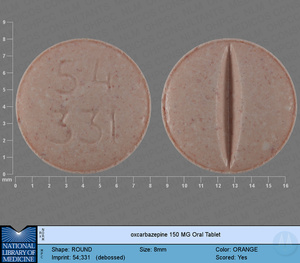 54
331
9
8
7
6
5
4
3
2
1
0
mm
0 1 2 3 4 5 6 7 8 9 10 11 12 13 14 15 16
oxcarbazepine 150 MG Oral Tablet
NATIONAL
LIBRARY OF
MEDICINE
Shape: ROUND Size: 8mm Color: ORANGE
Imprint: 54;331 (debossed) Scored: Yes